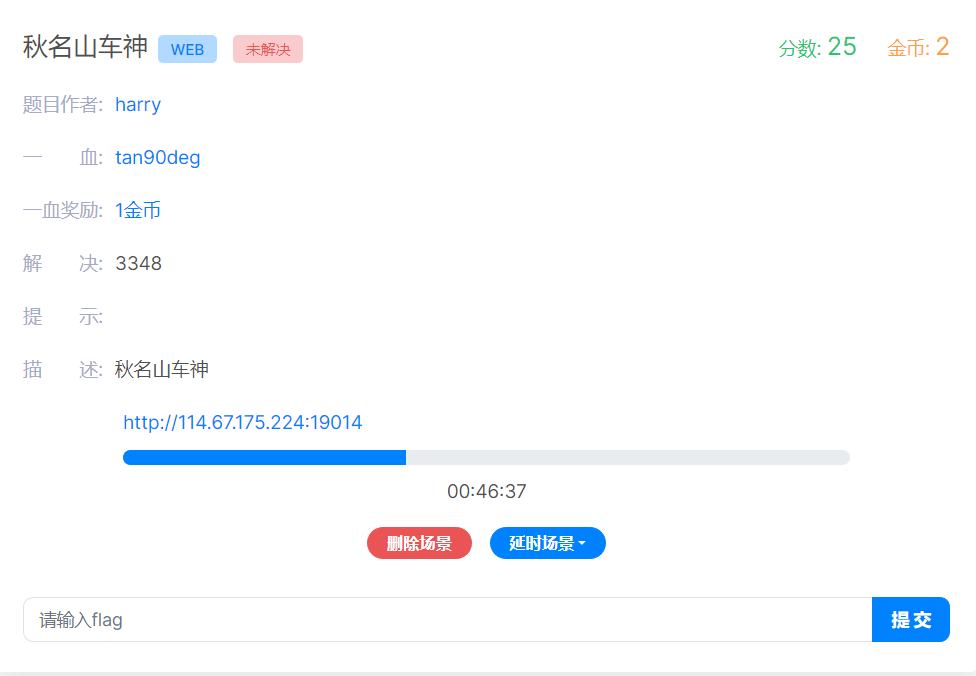 秋名山车神 WEB 未解决 分数: 25 金币: 2
题目作者: harry
一 血: tan90deg
一血奖励: 1金币
解 决: 3348
提 示:
描 述: 秋名山车神
http://114.67.175.224:19014
00:46:37
删除场景 延时场景
请输入flag 提交